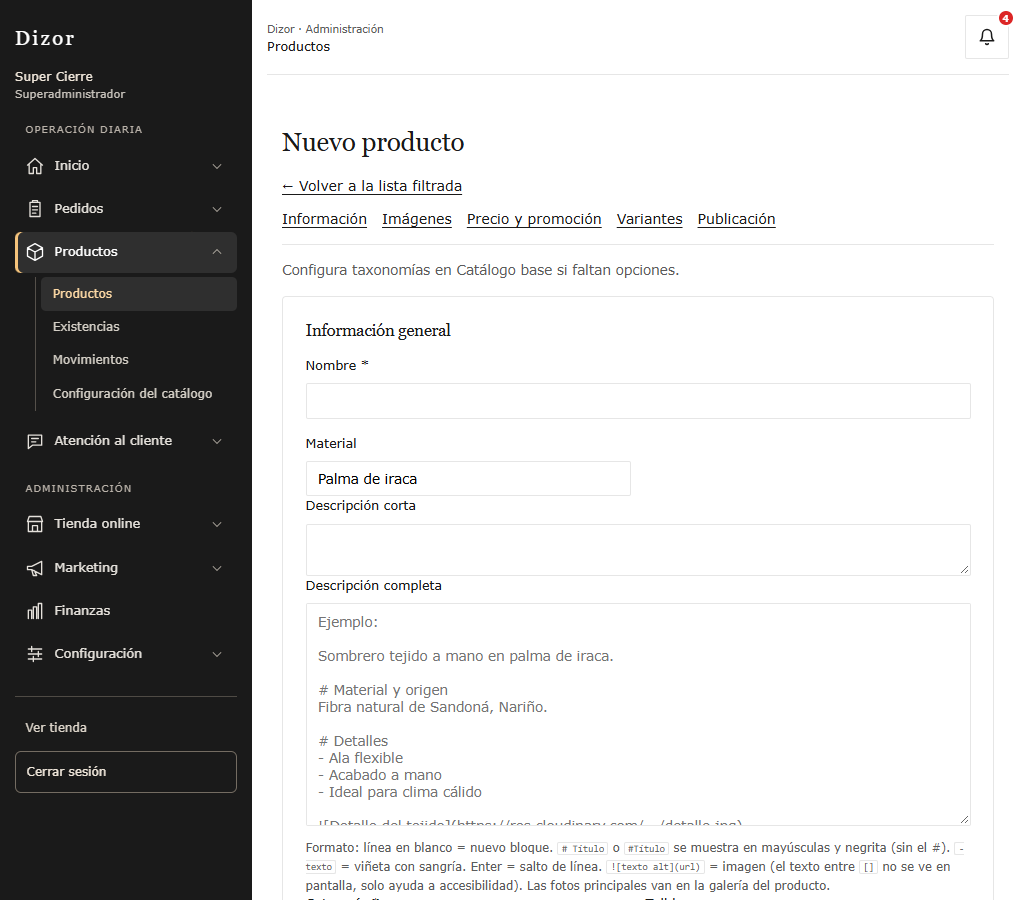 Dizor
Super Cierre
Superadministrador
OPERACIÓN DIARIA
Inicio
Pedidos
Productos
Productos
Existencias
Movimientos
Configuración del catálogo
Atención al cliente
ADMINISTRACIÓN
Tienda online
Marketing
Finanzas
Configuración
Ver tienda
Cerrar sesión
Dizor · Administración
Productos
4
Nuevo producto
← Volver a la lista filtrada
Información Imágenes Precio y promoción Variantes Publicación
Configura taxonomías en Catálogo base si faltan opciones.
Información general
Nombre *
Material
Palma de iraca
Descripción corta
Descripción completa
Ejemplo:
Sombrero tejido a mano en palma de iraca.
# Material y origen
Fibra natural de Sandoná, Nariño.
# Detalles
- Ala flexible
- Acabado a mano
- Ideal para clima cálido
Formato: línea en blanco = nuevo bloque. # Título o #Título se muestra en mayúsculas y negrita (sin el #). -
texto = viñeta con sangría. Enter = salto de línea. ![texto alt](url) = imagen (el texto entre [] no se ve en
pantalla, solo ayuda a accesibilidad). Las fotos principales van en la galería del producto.